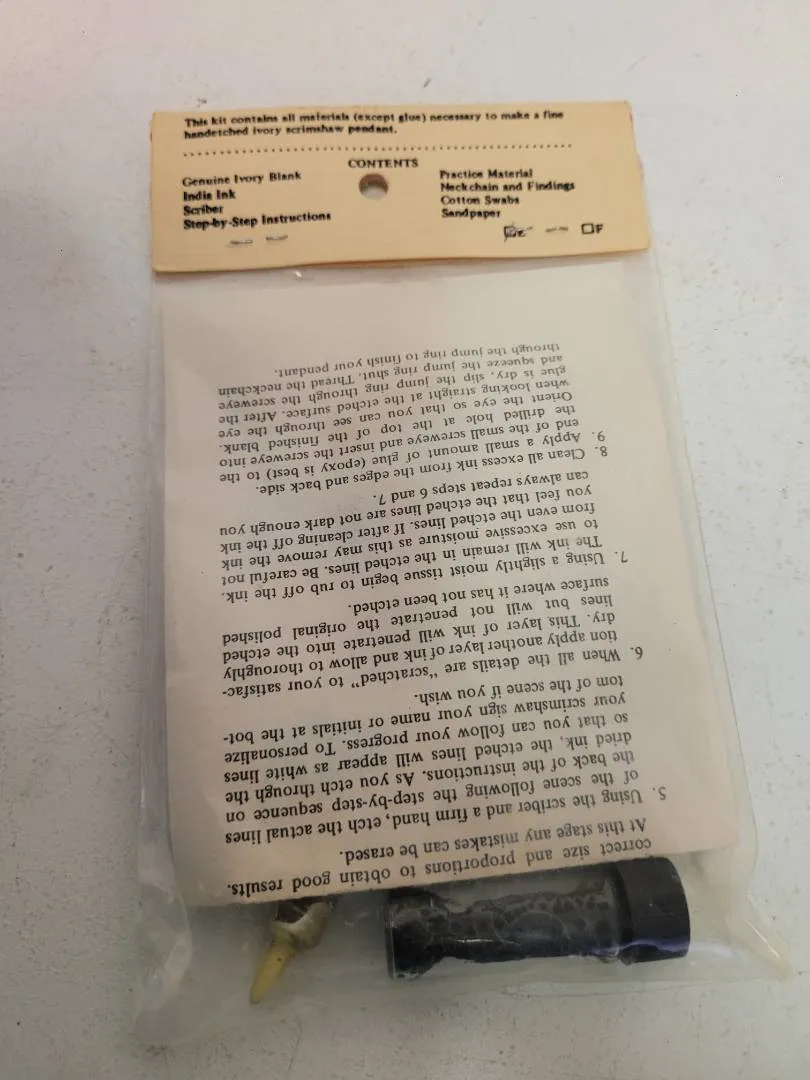 This kit contains all materials (except glue) necessary to make a fine
handetched ivory scrimshaw pendant.
CONTENTS
Genuine Ivory Blank
India Ink
Scriber
Step-by-Step Instructions
Practice Material
Neckchain and Findings
Cotton Swabs
Sandpaper
E
F
correct size and proportions to obtain good results.
At this stage any mistakes can be erased.
5. Using the scriber and a firm hand, etch the actual lines
of the scene following the step-by-step sequence on
the back of the instructions. As you etch through the
dried ink, the etched lines will appear as white lines
so that you can follow your progress. To personalize
your scrimshaw sign your name or initials at the bot-
tom of the scene if you wish.
6. When all the details are "scratched" to your satisfac-
tion apply another layer of ink and allow to thoroughly
dry. This layer of ink will penetrate into the etched
lines but will not penetrate the original polished
surface where it has not been etched.
7. Using a slightly moist tissue begin to rub off the ink.
The ink will remain in the etched lines. Be careful not
to use excessive moisture as this may remove the ink
from even the etched lines. If after cleaning off the ink
you feel that the etched lines are not dark enough you
can always repeat steps 6 and 7.
8. Clean all excess ink from the edges and back side.
9. Apply a small amount of glue (epoxy is best) to the
end of the small screweye and insert the screweye into
the drilled hole at the top of the finished blank.
Orient the eye so that you can see through the eye
when looking straight at the etched surface. After the
glue is dry, slip the jump ring through the screweye
and squeeze the jump ring shut. Thread the neckchain
through the jump ring to finish your pendant.